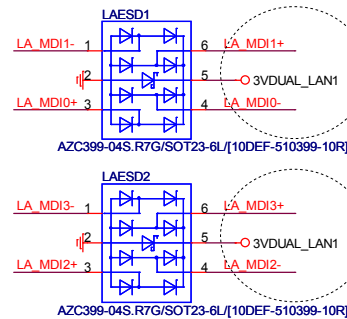 LAESD1
LA_MDI1- 1 6 LA_MDI1+
2 5 3VDUAL_LAN1
LA_MDI0+ 3 4 LA_MDI0-
AZC399-04S.R7G/SOT23-6L/[10DEF-510399-10R]
LAESD2
LA_MDI3- 1 6 LA_MDI3+
2 5 3VDUAL_LAN1
LA_MDI2+ 3 4 LA_MDI2-
AZC399-04S.R7G/SOT23-6L/[10DEF-510399-10R]